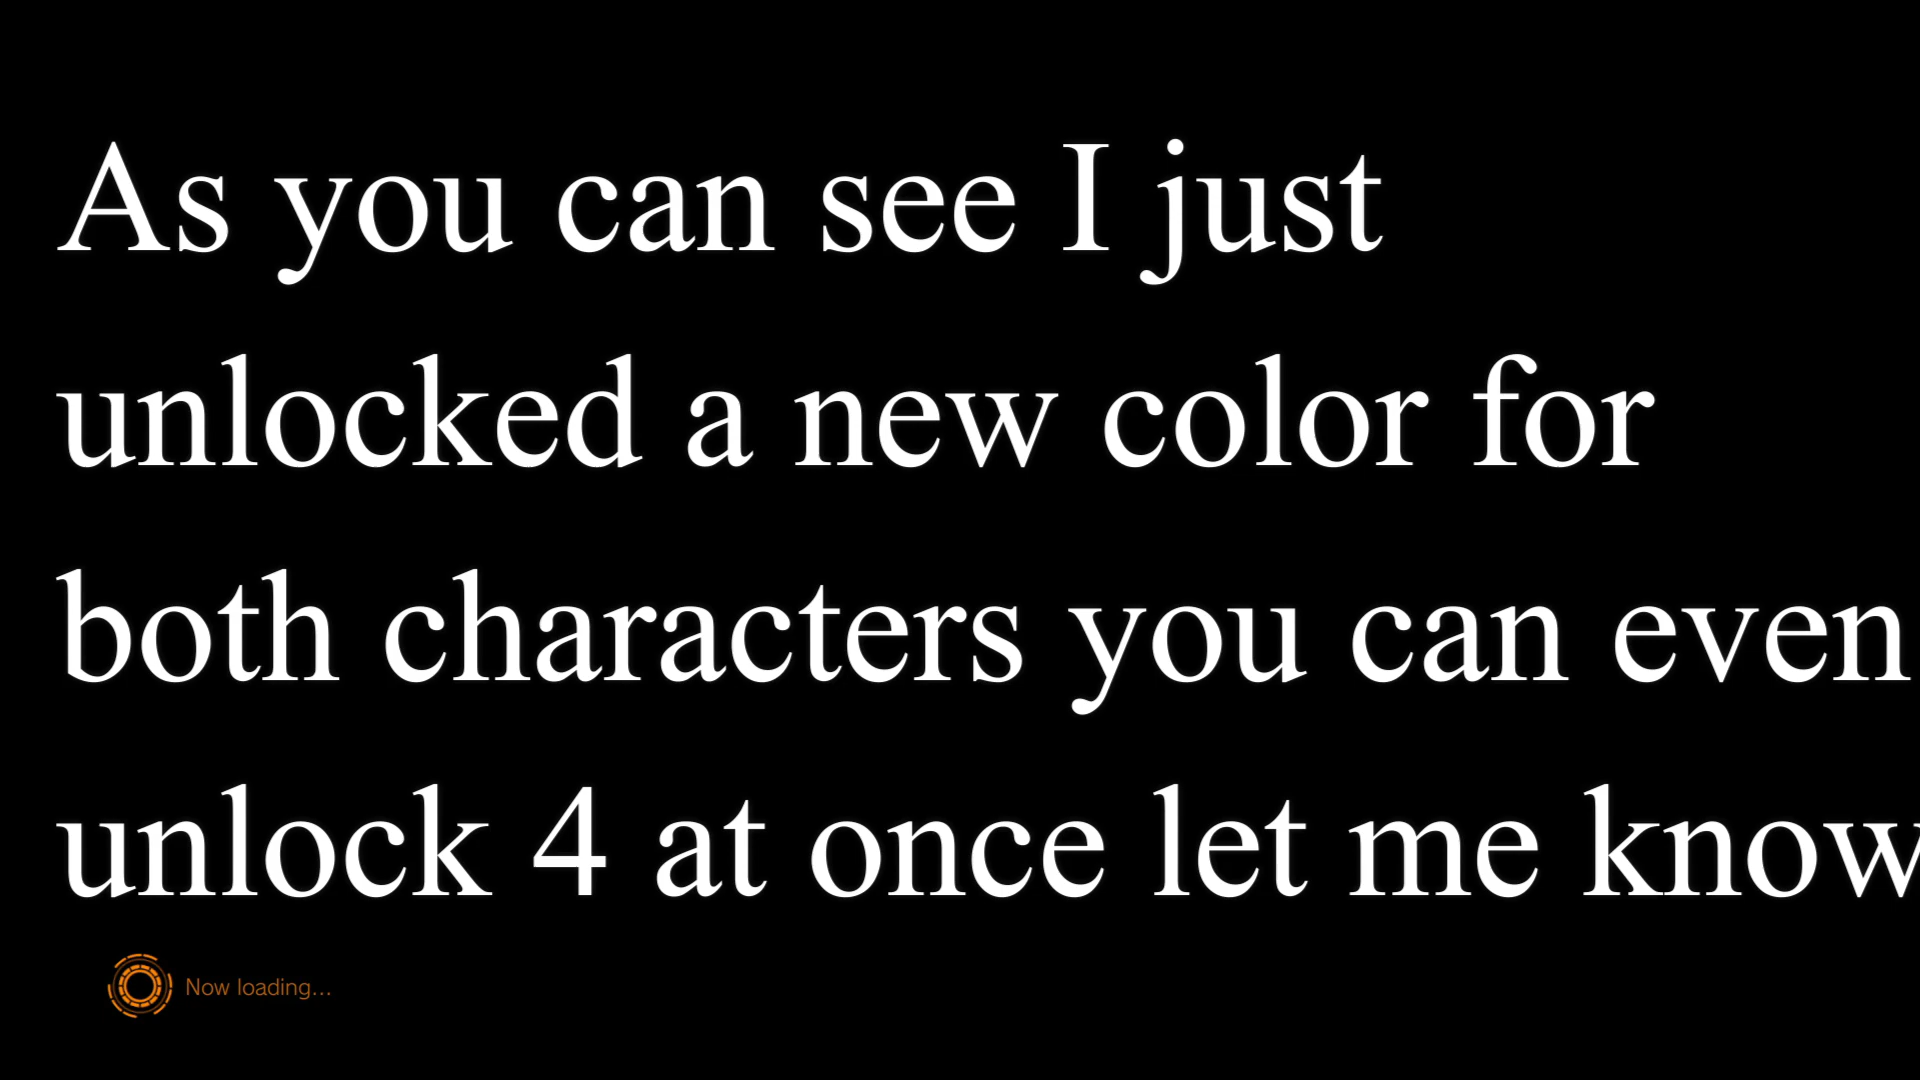 As you can see I just
unlocked a new color for
both characters you can even
unlock 4 at once let me know
Now loading...